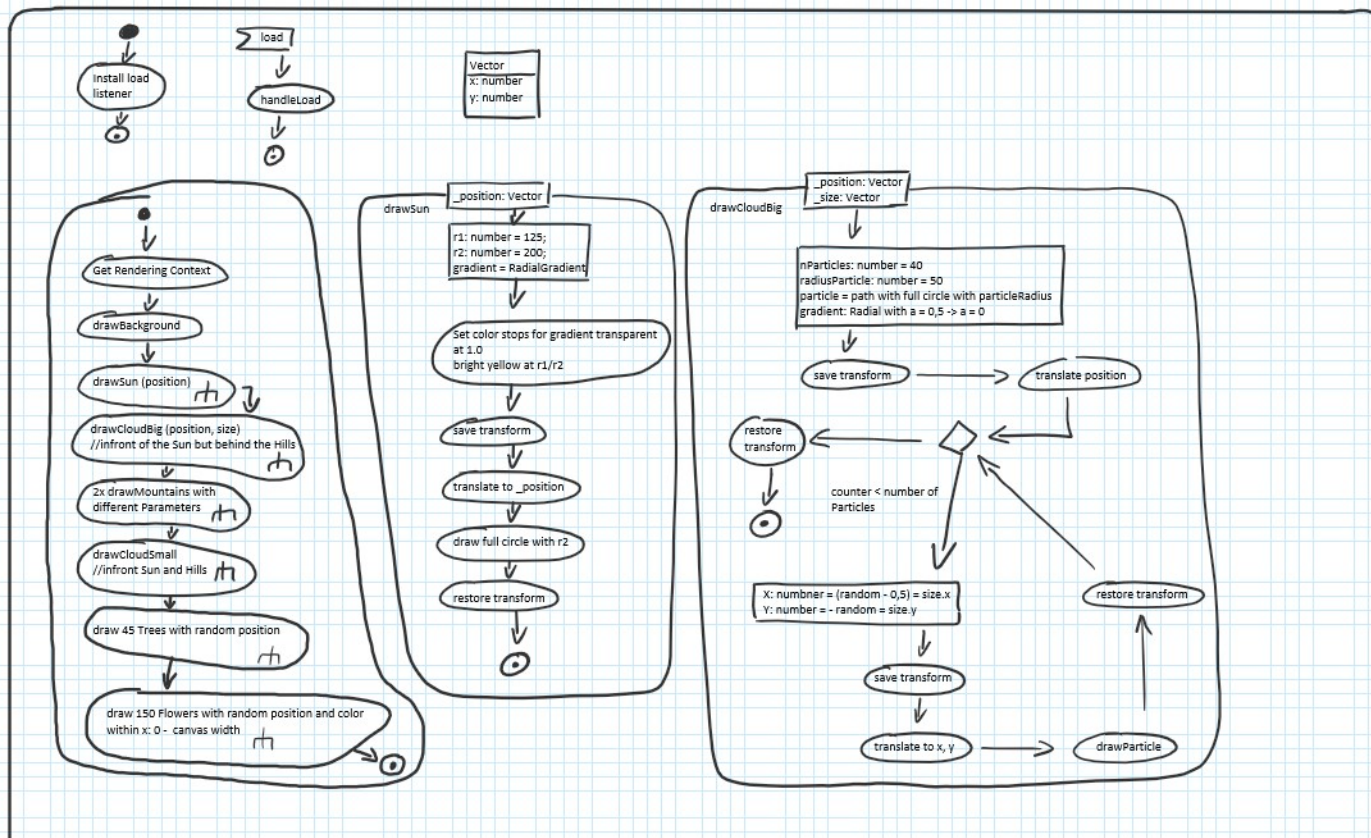 Install load
listener
load
handleLoad
Vector
x: number
y: number
Get Rendering Context
drawBackground
drawSun (position)
drawCloudBig (position, size)
//infront of the Sun but behind the Hills
2x drawMountains with
different Parameters
drawCloudSmall
//infront Sun and Hills
draw 45 Trees with random position
draw 150 Flowers with random position and color
within x: 0 - canvas width
drawSun
_position: Vector
r1: number = 125;
r2: number = 200;
gradient = RadialGradient
Set color stops for gradient transparent
at 1.0
bright yellow at r1/r2
save transform
translate to _position
draw full circle with r2
restore transform
drawCloudBig
_position: Vector
_size: Vector
nParticles: number = 40
radiusParticle: number = 50
particle = path with full circle with particleRadius
gradient: Radial with a = 0,5 -> a = 0
save transform
translate position
restore
transform
counter < number of
Particles
X: numbner = (random - 0,5) = size.x
Y: number = - random = size.y
save transform
translate to x, y
drawParticle
restore transform